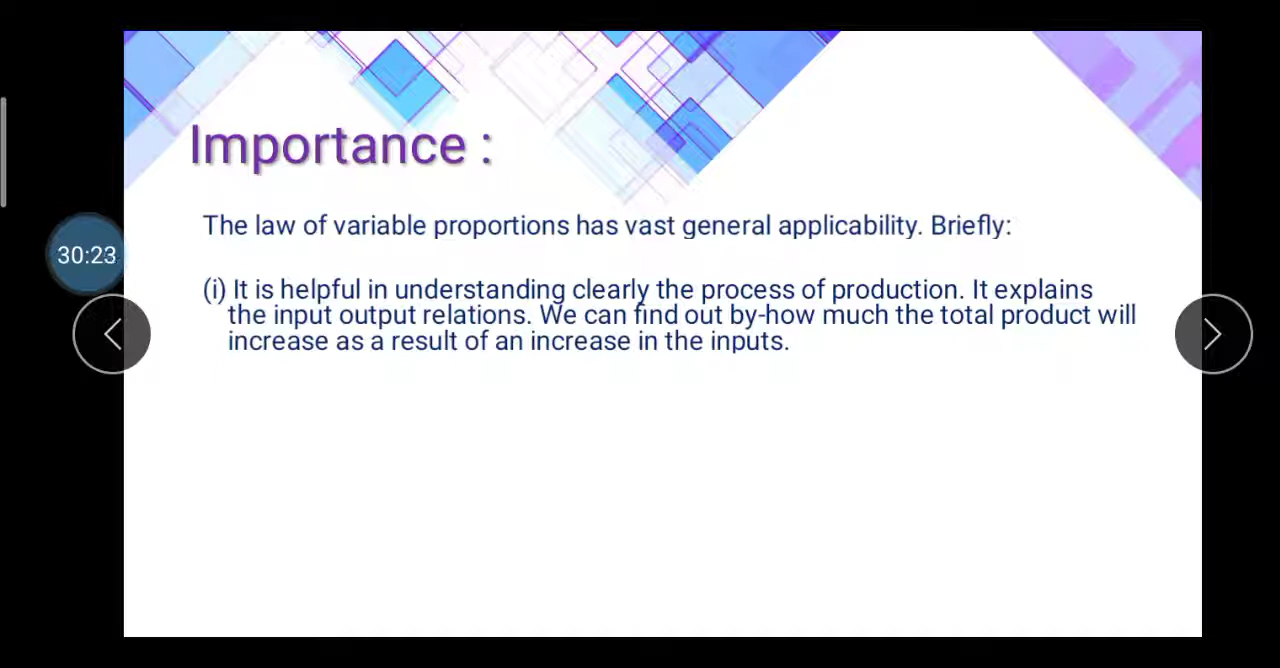 Importance :
The law of variable proportions has vast general applicability. Briefly:
30:23
(i) It is helpful in understanding clearly the process of production. It explains
the input output relations. We can find out by-how much the total product will
increase as a result of an increase in the inputs.